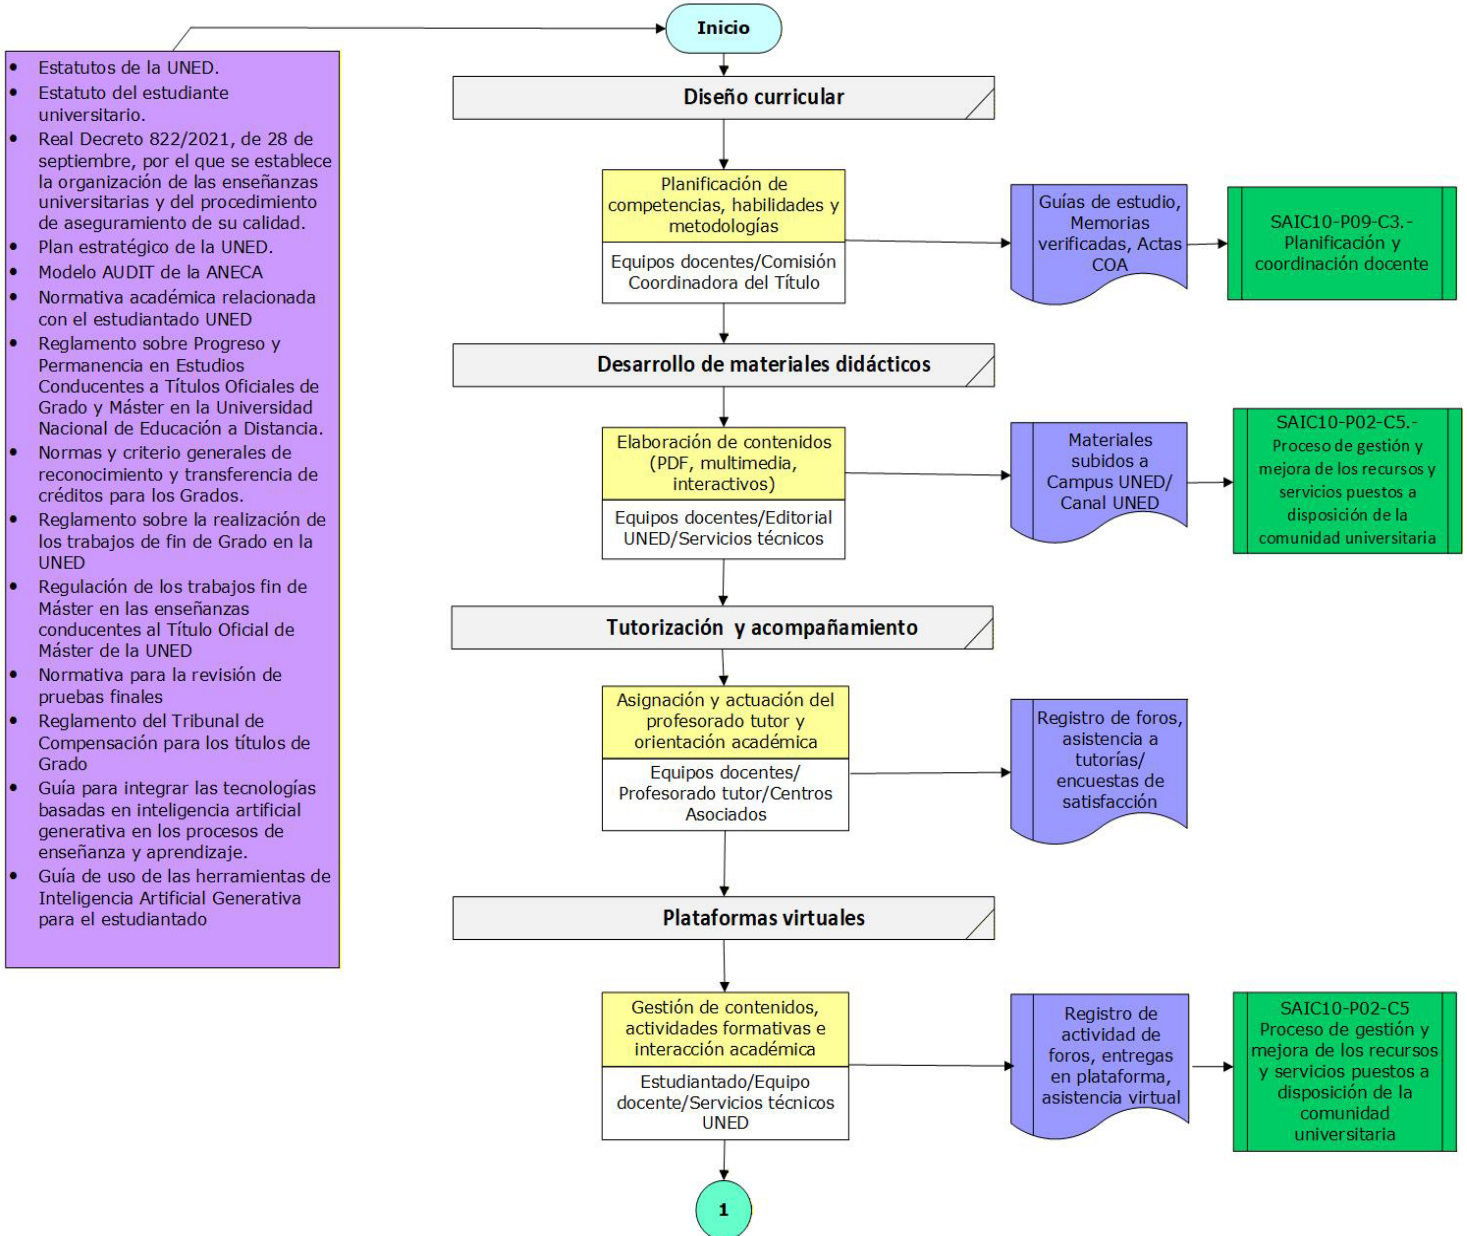 Inicio
• Estatutos de la UNED.
• Estatuto del estudiante
universitario.
• Real Decreto 822/2021, de 28 de
septiembre, por el que se establece
la organización de las enseñanzas
universitarias y del procedimiento
de aseguramiento de su calidad.
• Plan estratégico de la UNED.
• Modelo AUDIT de la ANECA
• Normativa académica relacionada
con el estudiantado UNED
• Reglamento sobre Progreso y
Permanencia en Estudios
Conducentes a Títulos Oficiales de
Grado y Máster en la Universidad
Nacional de Educación a Distancia.
• Normas y criterio generales de
reconocimiento y transferencia de
créditos para los Grados.
• Reglamento sobre la realización de
los trabajos de fin de Grado en la
UNED
• Regulación de los trabajos fin de
Máster en las enseñanzas
conducentes al Título Oficial de
Máster de la UNED
• Normativa para la revisión de
pruebas finales
• Reglamento del Tribunal de
Compensación para los títulos de
Grado
• Guía para integrar las tecnologías
basadas en inteligencia artificial
generativa en los procesos de
enseñanza y aprendizaje.
• Guía de uso de las herramientas de
Inteligencia Artificial Generativa
para el estudiantado
Diseño curricular
Planificación de
competencias, habilidades y
metodologías
Equipos docentes/Comisión
Coordinadora del Título
Guías de estudio,
Memorias
verificadas, Actas
COA
SAIC10-P09-C3.-
Planificación y
coordinación docente
Desarrollo de materiales didácticos
Elaboración de contenidos
(PDF, multimedia,
interactivos)
Equipos docentes/Editorial
UNED/Servicios técnicos
Materiales
subidos a
Campus UNED/
Canal UNED
SAIC10-P02-C5.-
Proceso de gestión y
mejora de los recursos y
servicios puestos a
disposición de la
comunidad universitaria
Tutorización y acompañamiento
Asignación y actuación del
profesorado tutor y
orientación académica
Equipos docentes/
Profesorado tutor/Centros
Asociados
Registro de foros,
asistencia a
tutorías/
encuestas de
satisfacción
Plataformas virtuales
Gestión de contenidos,
actividades formativas e
interacción académica
Estudiantado/Equipo
docente/Servicios técnicos
UNED
Registro de
actividad de
foros, entregas
en plataforma,
asistencia virtual
SAIC10-P02-C5
Proceso de gestión y
mejora de los recursos
y servicios puestos a
disposición de la
comunidad
universitaria
1